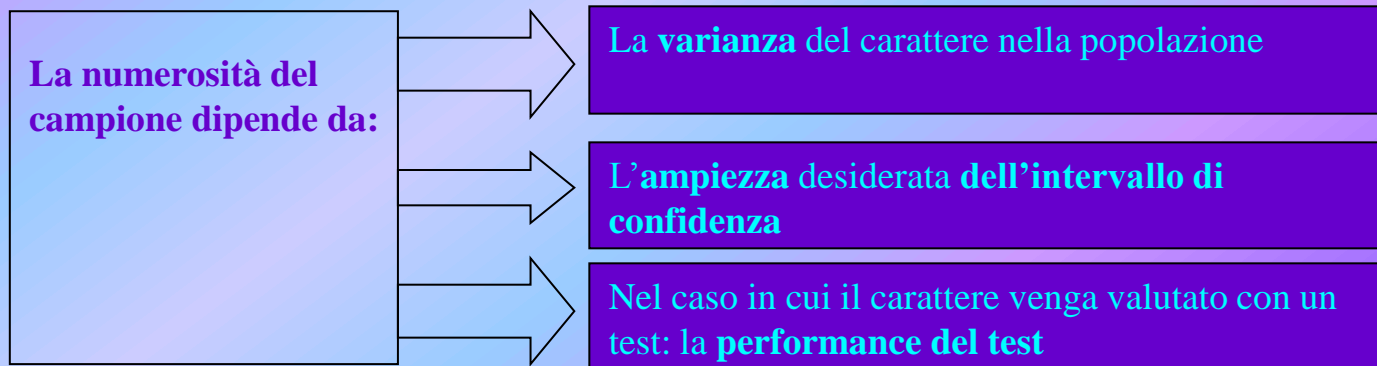 La numerosità del
campione dipende da:
La varianza del carattere nella popolazione
L’ampiezza desiderata dell’intervallo di
confidenza
Nel caso in cui il carattere venga valutato con un
test: la performance del test